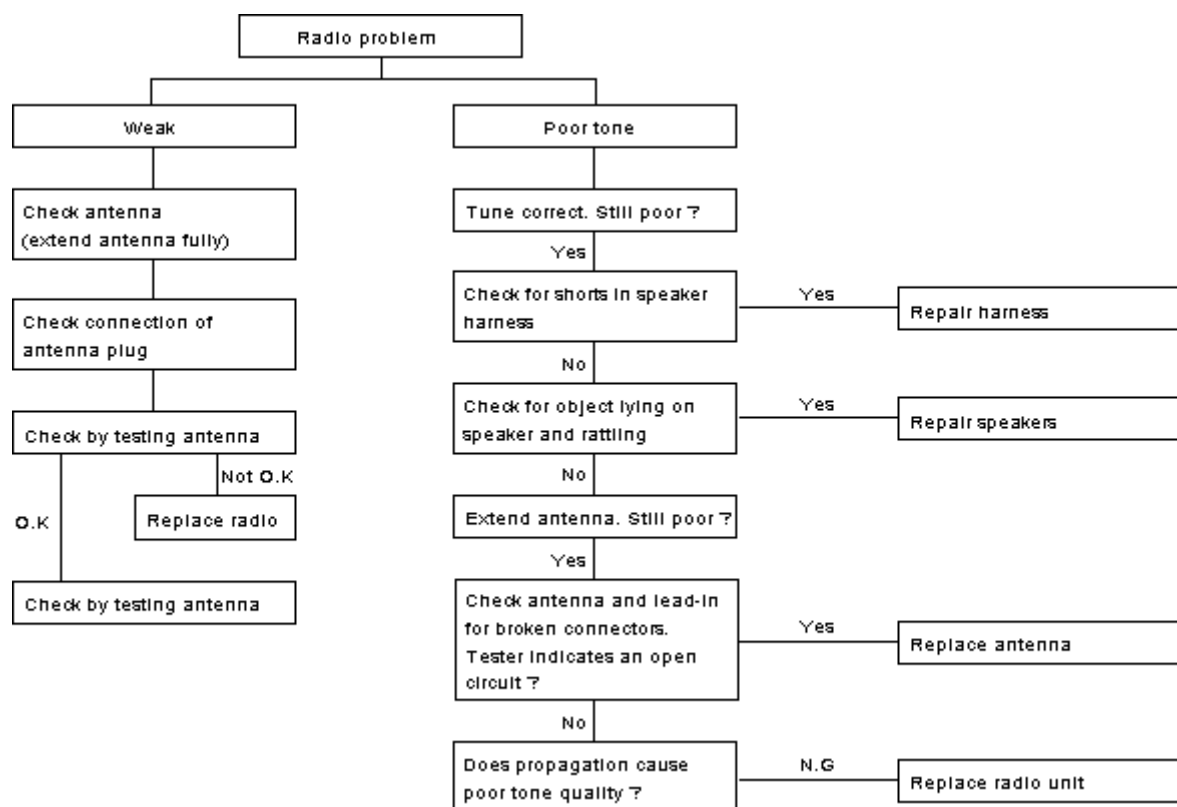 Radio problem
Weak
Poor tone
Check antenna
(extend antenna fully)
Tune correct. Still poor ?
Yes
Check for shorts in speaker
harness
Yes
Repair harness
Check connection of
antenna plug
No
Check for object lying on
speaker and rattling
Yes
Repair speakers
Check by testing antenna
Not O.K
O.K
Replace radio
No
Extend antenna. Still poor ?
Yes
Check by testing antenna
Check antenna and lead-in
for broken connectors.
Tester indicates an open
circuit ?
Yes
Replace antenna
No
Does propagation cause
poor tone quality ?
N.G
Replace radio unit